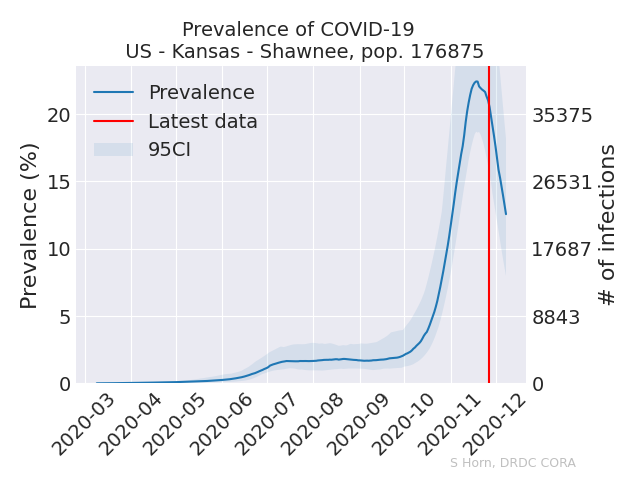 Prevalence of COVID-19
US - Kansas - Shawnee, pop. 176875
Prevalence
Latest data
95CI
Prevalence (%)
20
15
10
5
0
35375
26531
17687
8843
0
# of infections
2020-03
2020-04
2020-05
2020-06
2020-07
2020-08
2020-09
2020-10
2020-11
2020-12
S Horn, DRDC CORA